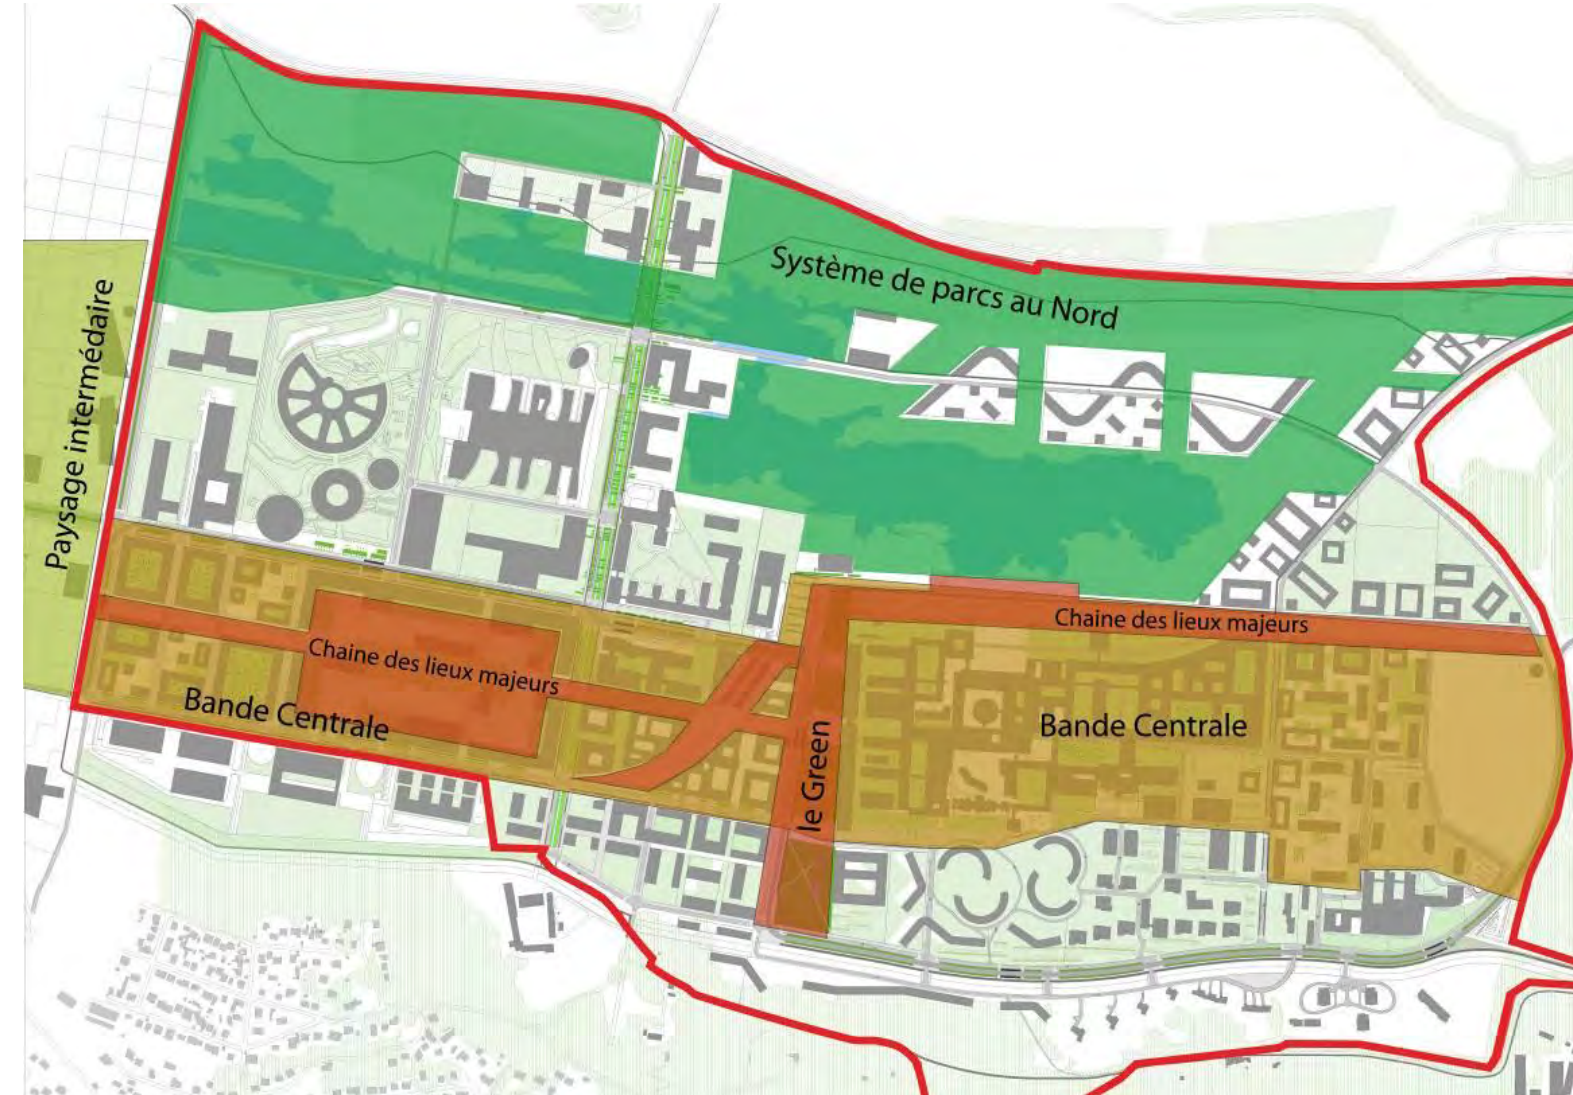 Système de parcs au Nord
Paysage intermédaire
Chaine des lieux majeurs
Chaine des lieux majeurs
Bande Centrale
Bande Centrale
le Green